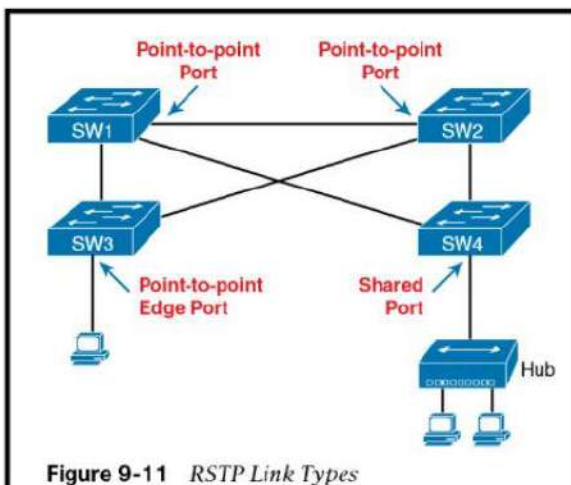 Point-to-point
Port
Point-to-point
Port
SW1
SW2
SW3
SW4
Point-to-point
Edge Port
Shared
Port
Hub
Figure 9-11 RSTP Link Types